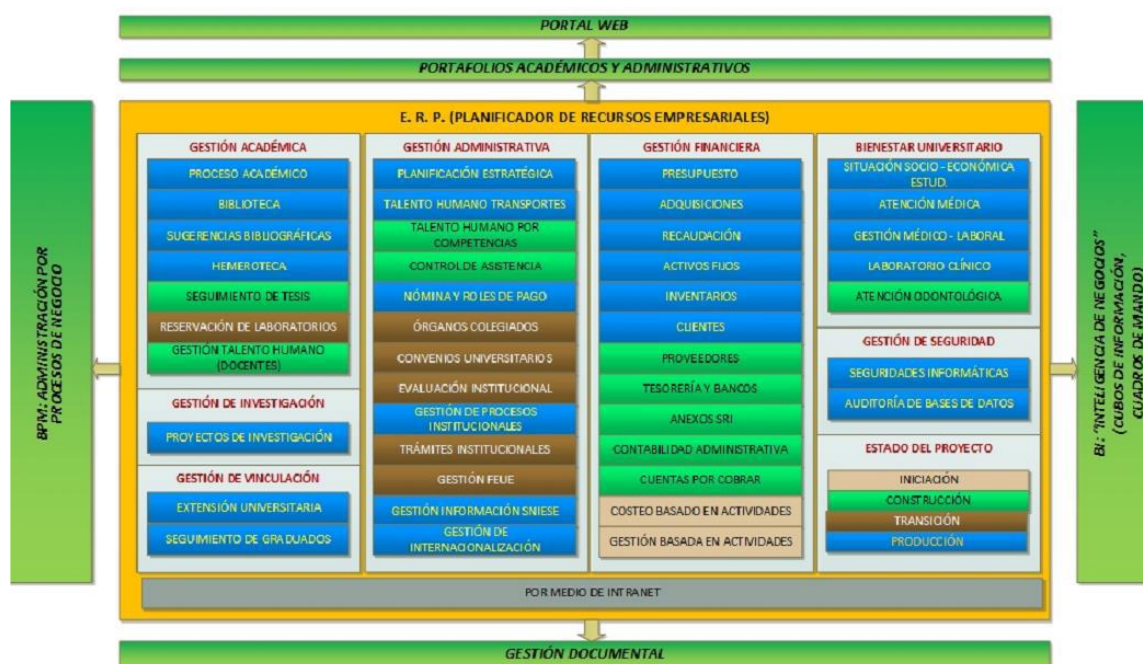 PORTAL WEB
PORTAFOLIOS ACADÉMICOS Y ADMINISTRATIVOS
BPM: ADMINISTRACIÓN POR
PROCESOS DE NEGOCIO
E. R. P. (PLANIFICADOR DE RECURSOS EMPRESARIALES)
GESTIÓN ACADÉMICA
PROCESO ACADÉMICO
BIBLIOTECA
SUGERENCIAS BIBLIOGRÁFICAS
HEMEROTECA
SEGUIMIENTO DE TESIS
RESERVACIÓN DE LABORATORIOS
GESTIÓN TALENTO HUMANO
(DOCENTES)
GESTIÓN DE INVESTIGACIÓN
PROYECTOS DE INVESTIGACIÓN
GESTIÓN DE VINCULACIÓN
EXTENSIÓN UNIVERSITARIA
SEGUIMIENTO DE GRADUADOS
GESTIÓN ADMINISTRATIVA
PLANIFICACIÓN ESTRATÉGICA
TALENTO HUMANO TRANSPORTES
TALENTO HUMANO POR
COMPETENCIAS
CONTROL DE ASISTENCIA
NÓMINA Y ROLES DE PAGO
ÓRGANOS COLEGIADOS
CONVENIOS UNIVERSITARIOS
EVALUACIÓN INSTITUCIONAL
GESTIÓN DE PROCESOS
INSTITUCIONALES
TRÁMITES INSTITUCIONALES
GESTIÓN FEUE
GESTIÓN INFORMACIÓN SNIESE
GESTIÓN DE
INTERNACIONALIZACIÓN
GESTIÓN FINANCIERA
PRESUPUESTO
ADQUISICIONES
RECAUDACIÓN
ACTIVOS FIJOS
INVENTARIOS
CLIENTES
PROVEEDORES
TESORERÍA Y BANCOS
ANEXOS SRI
CONTABILIDAD ADMINISTRATIVA
CUENTAS POR COBRAR
COSTEO BASADO EN ACTIVIDADES
GESTIÓN BASADA EN ACTIVIDADES
BIENESTAR UNIVERSITARIO
SITUACIÓN SOCIO - ECONÓMICA
ESTUD.
ATENCIÓN MÉDICA
GESTIÓN MÉDICO - LABORAL
LABORATORIO CLÍNICO
ATENCIÓN ODONTOLÓGICA
GESTIÓN DE SEGURIDAD
SEGURIDADES INFORMÁTICAS
AUDITORÍA DE BASES DE DATOS
ESTADO DEL PROYECTO
INICIACIÓN
CONSTRUCCIÓN
TRANSICIÓN
PRODUCCIÓN
POR MEDIO DE INTRANET
BI: "INTELIGENCIA DE NEGOCIOS"
(CUBOS DE INFORMACIÓN,
CUADROS DE MANDO)
GESTIÓN DOCUMENTAL